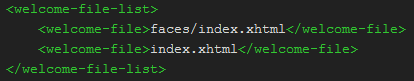 <welcome-file-list>
    <welcome-file>faces/index.xhtml</welcome-file>
    <welcome-file>index.xhtml</welcome-file>
</welcome-file-list>